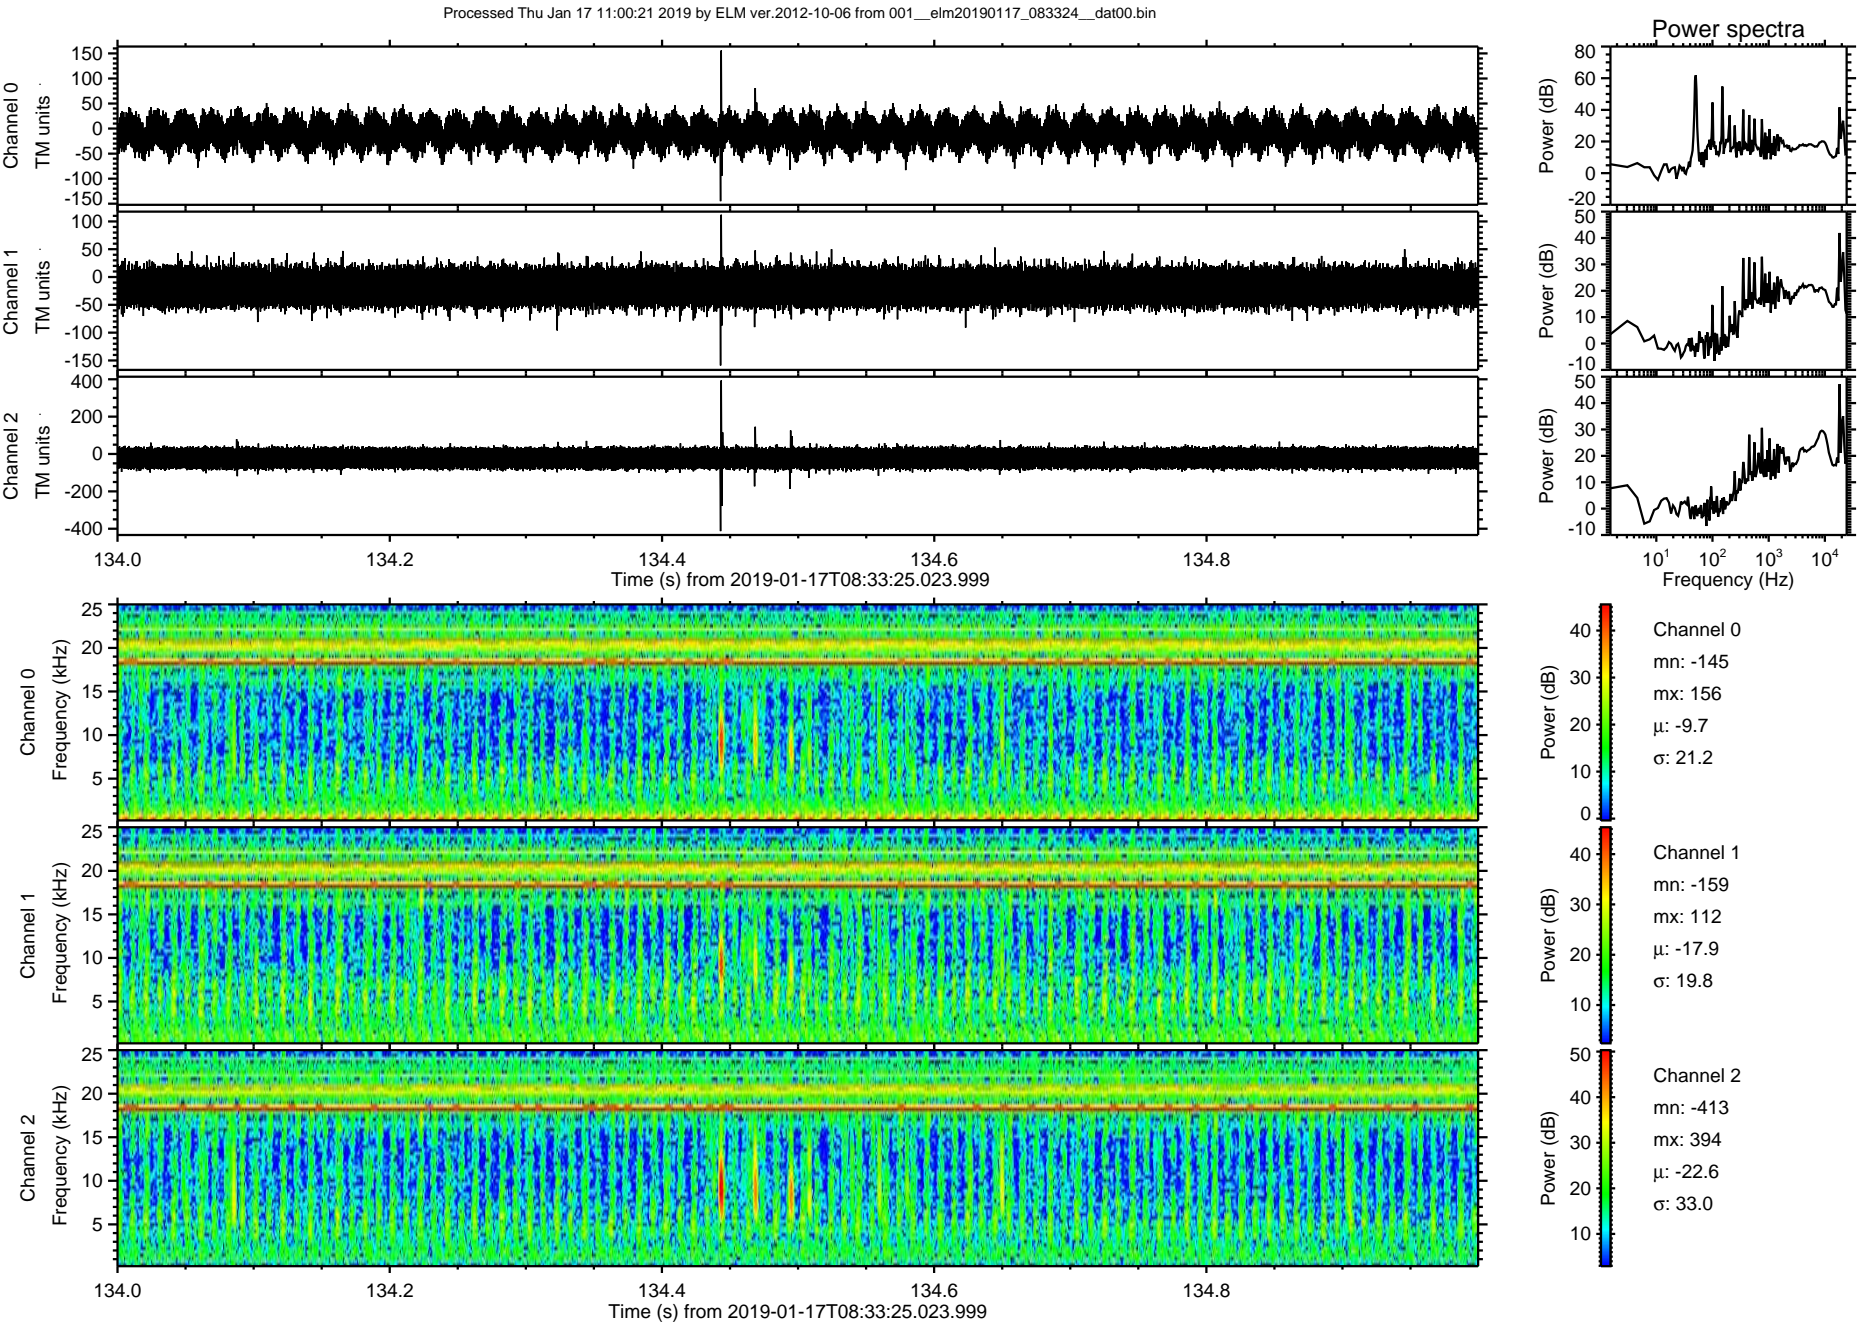 Processed Thu Jan 17 11:00:21 2019 by ELM ver.2012-10-06 from 001__elm20190117_083324__dat00.bin
Power spectra
Channel 0
TM units
150
100
50
0
-50
-100
-150
Power (dB)
80
60
40
20
0
-20
Channel 1
TM units
100
50
0
-50
-100
-150
Power (dB)
50
40
30
20
10
0
-10
Channel 2
TM units
400
200
0
-200
-400
Power (dB)
50
40
30
20
10
0
-10
134.0 134.2 134.4 134.6 134.8
Time (s) from 2019-01-17T08:33:25.023.999
10¹ 10² 10³ 10⁴
Frequency (Hz)
Channel 0
Frequency (kHz)
25
20
15
10
5
Power (dB)
40
30
20
10
0
Channel 0
mn: -145
mx: 156
μ: -9.7
σ: 21.2
Channel 1
Frequency (kHz)
25
20
15
10
5
Power (dB)
40
30
20
10
Channel 1
mn: -159
mx: 112
μ: -17.9
σ: 19.8
Channel 2
Frequency (kHz)
25
20
15
10
5
Power (dB)
50
40
30
20
10
Channel 2
mn: -413
mx: 394
μ: -22.6
σ: 33.0
134.0 134.2 134.4 134.6 134.8
Time (s) from 2019-01-17T08:33:25.023.999